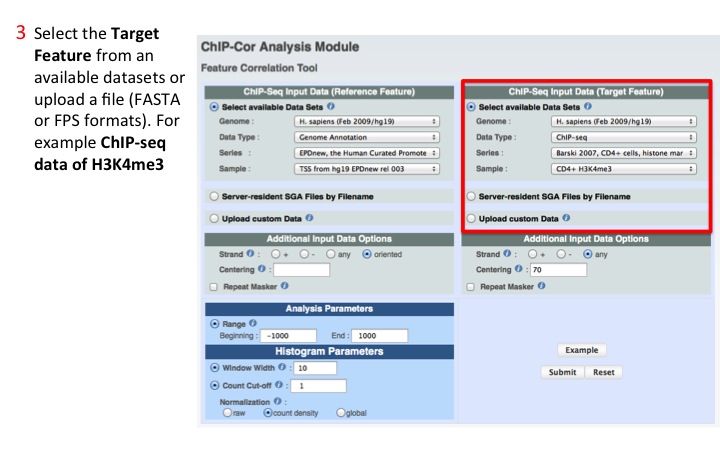 3 Select the Target
Feature from an
available datasets or
upload a file (FASTA
or FPS formats). For
example ChIP-seq
data of H3K4me3
ChIP-Cor Analysis Module
Feature Correlation Tool
ChIP-Seq Input Data (Reference Feature)
Select available Data Sets
Genome : H. sapiens (Feb 2009/hg19)
Data Type : Genome Annotation
Series : EPDnew, the Human Curated Promote
Sample : TSS from hg19 EPDnew rel 003
Server-resident SGA Files by Filename
Upload custom Data
Additional Input Data Options
Strand : + - any oriented
Centering :
Repeat Masker
ChIP-Seq Input Data (Target Feature)
Select available Data Sets
Genome : H. sapiens (Feb 2009/hg19)
Data Type : ChIP-seq
Series : Barski 2007, CD4+ cells, histone mar
Sample : CD4+ H3K4me3
Server-resident SGA Files by Filename
Upload custom Data
Additional Input Data Options
Strand : + - any
Centering : 70
Repeat Masker
Analysis Parameters
Range
Beginning : -1000 End : 1000
Histogram Parameters
Window Width : 10
Count Cut-off : 1
Normalization :
raw count density global
Example
Submit Reset